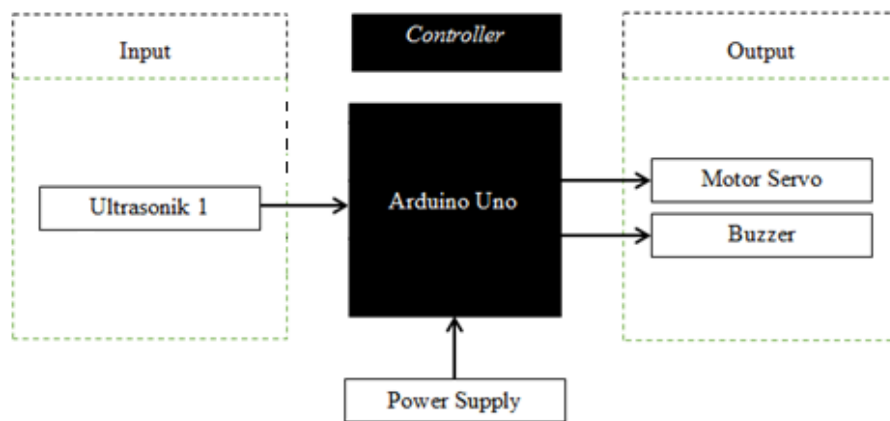 Input
Controller
Output
Ultrasonik 1
Arduino Uno
Motor Servo
Buzzer
Power Supply